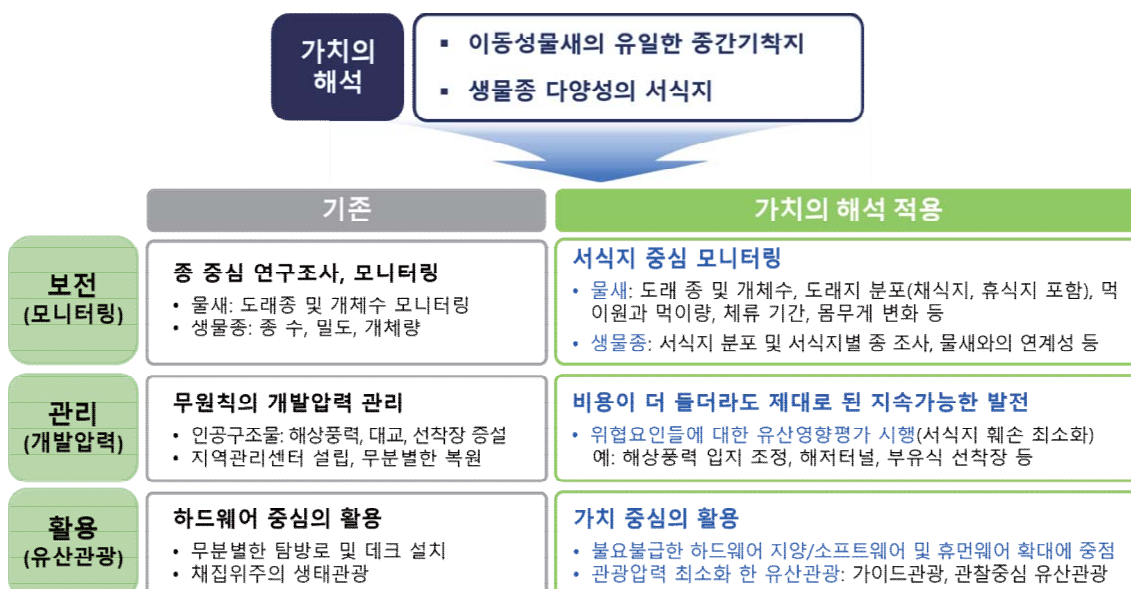 가치의
해석
▪ 이동성물새의 유일한 중간기착지
▪ 생물종 다양성의 서식지
기존
가치의 해석 적용
보전
(모니터링)
종 중심 연구조사, 모니터링
• 물새: 도래종 및 개체수 모니터링
• 생물종: 종 수, 밀도, 개체량
서식지 중심 모니터링
• 물새: 도래 종 및 개체수, 도래지 분포(채식지, 휴식지 포함), 먹
이원과 먹이량, 체류 기간, 몸무게 변화 등
• 생물종: 서식지 분포 및 서식지별 종 조사, 물새와의 연계성 등
관리
(개발압력)
무원칙의 개발압력 관리
• 인공구조물: 해상풍력, 대교, 선착장 증설
• 지역관리센터 설립, 무분별한 복원
비용이 더 들더라도 제대로 된 지속가능한 발전
• 위협요인들에 대한 유산영향평가 시행(서식지 훼손 최소화)
예: 해상풍력 입지 조정, 해저터널, 부유식 선착장 등
활용
(유산관광)
하드웨어 중심의 활용
• 무분별한 탐방로 및 데크 설치
• 채집위주의 생태관광
가치 중심의 활용
• 불요불급한 하드웨어 지양/소프트웨어 및 휴먼웨어 확대에 중점
• 관광압력 최소화 한 유산관광: 가이드관광, 관찰중심 유산관광